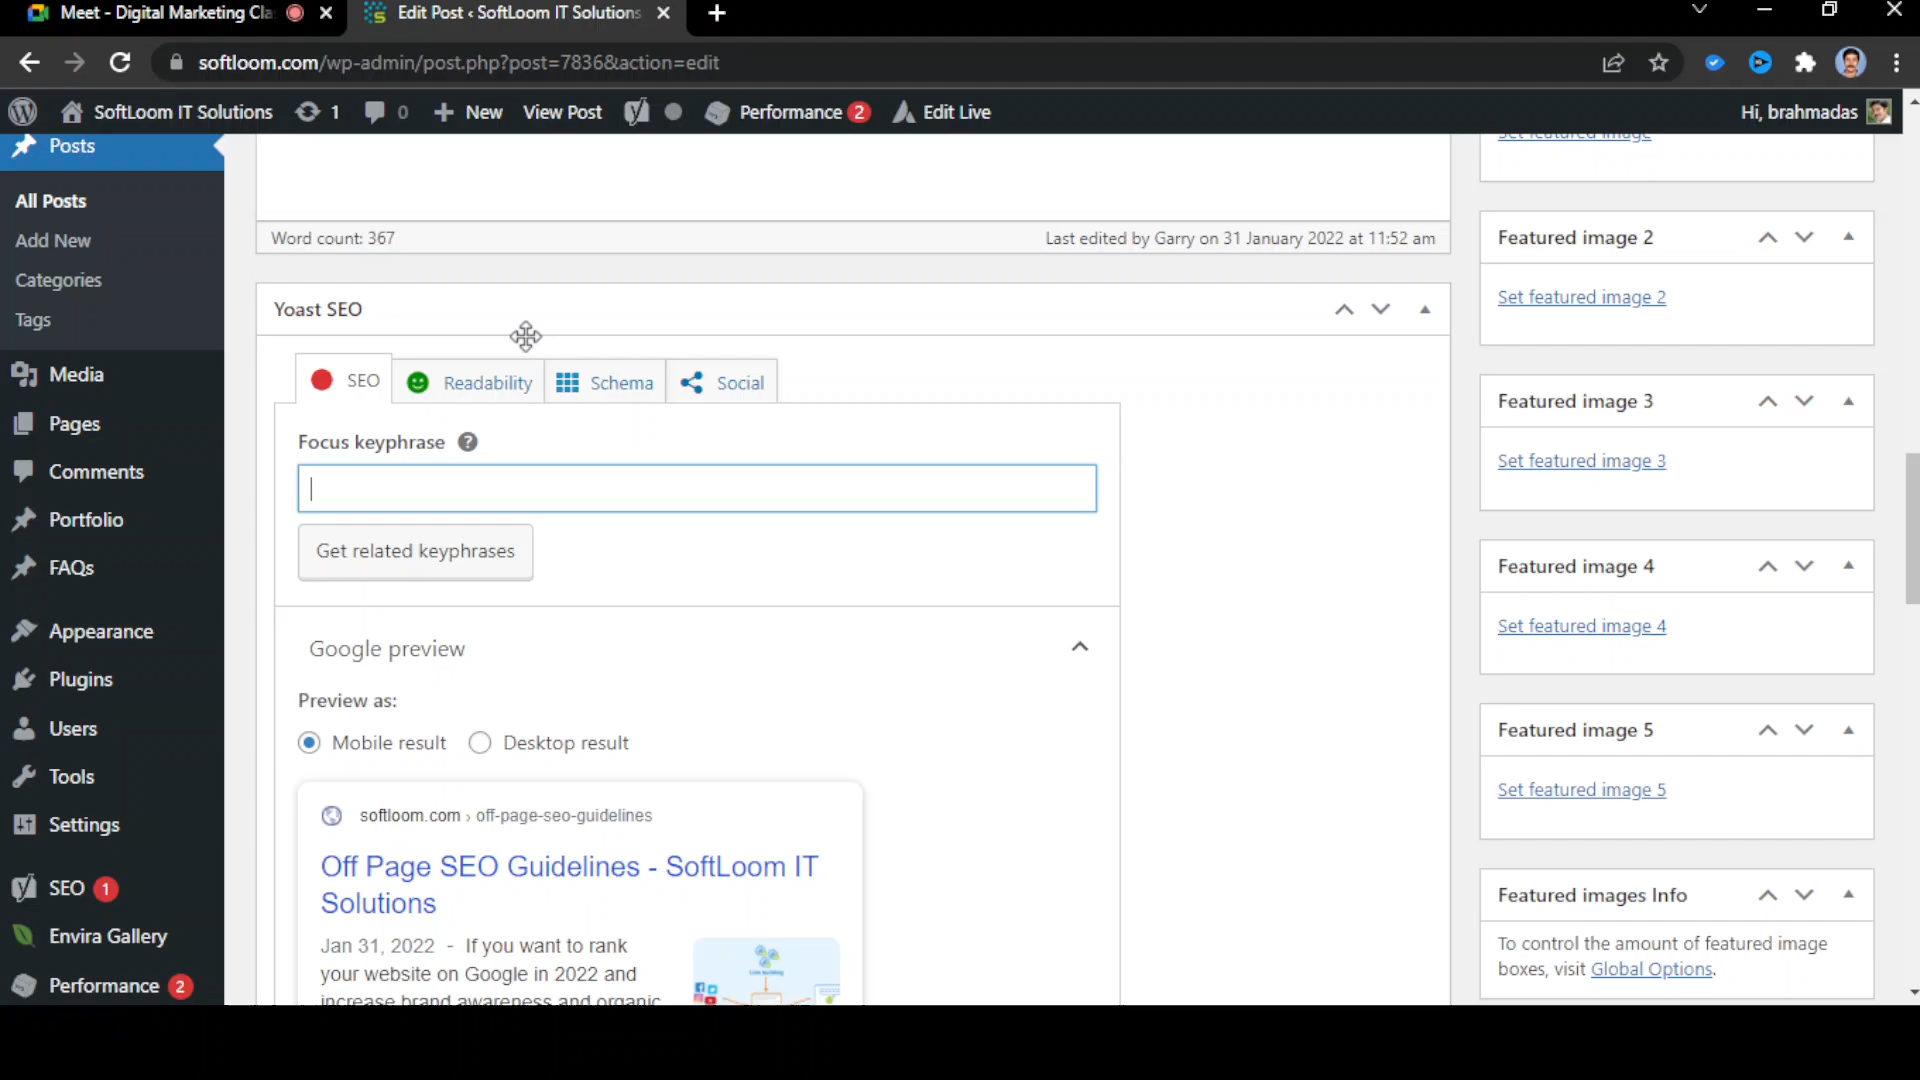 Meet - Digital Marketing Cla
Edit Post ‹ SoftLoom IT Solutions
softloom.com/wp-admin/post.php?post=7836&action=edit
SoftLoom IT Solutions
1
0
New
View Post
Performance 2
Edit Live
Hi, brahmadas
Posts
All Posts
Add New
Categories
Tags
Media
Pages
Comments
Portfolio
FAQs
Appearance
Plugins
Users
Tools
Settings
SEO 1
Envira Gallery
Performance 2
Word count: 367
Last edited by Garry on 31 January 2022 at 11:52 am
Yoast SEO
SEO
Readability
Schema
Social
Focus keyphrase ?
Get related keyphrases
Google preview
Preview as:
Mobile result
Desktop result
softloom.com › off-page-seo-guidelines
Off Page SEO Guidelines - SoftLoom IT
Solutions
Jan 31, 2022 - If you want to rank
your website on Google in 2022 and
increase brand awareness and organic
Featured image 2
Set featured image 2
Featured image 3
Set featured image 3
Featured image 4
Set featured image 4
Featured image 5
Set featured image 5
Featured images Info
To control the amount of featured image
boxes, visit Global Options.